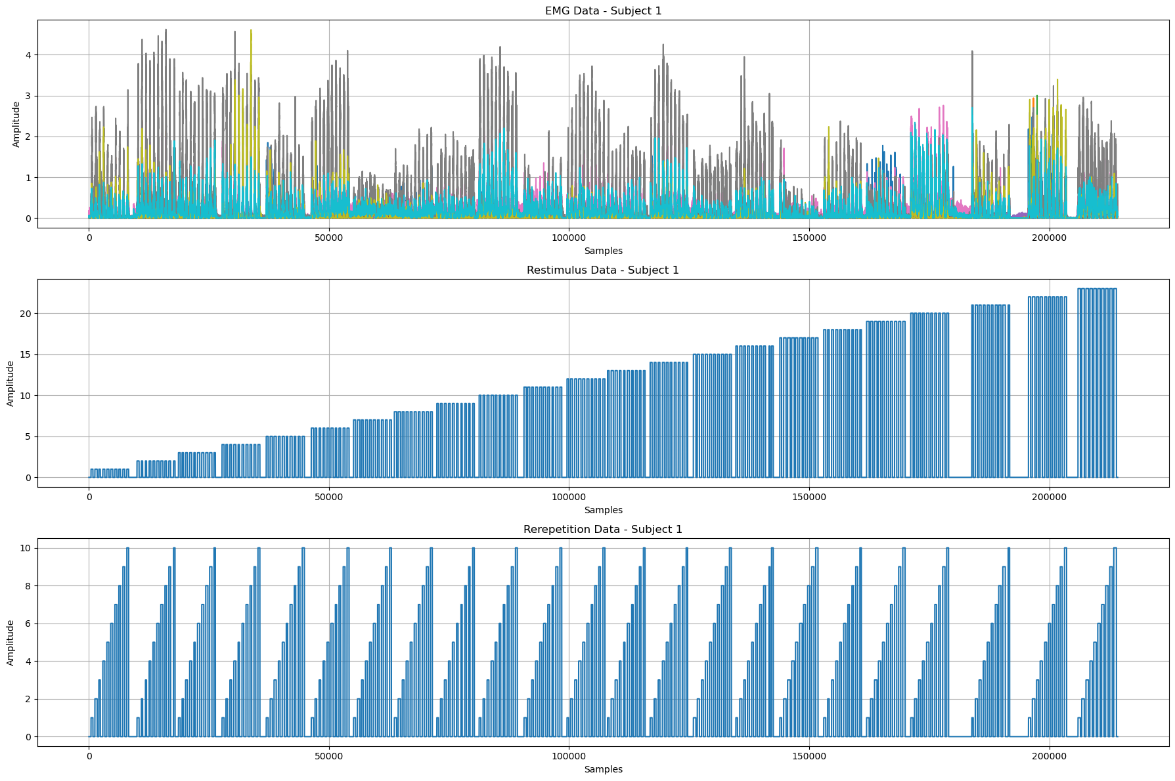 EMG Data - Subject 1
4
3
2
1
0
Amplitude
0 50000 100000 150000 200000
Samples
Restimulus Data - Subject 1
20
15
10
5
0
Amplitude
0 50000 100000 150000 200000
Samples
Rerepetition Data - Subject 1
10
8
6
4
2
0
Amplitude
0 50000 100000 150000 200000
Samples